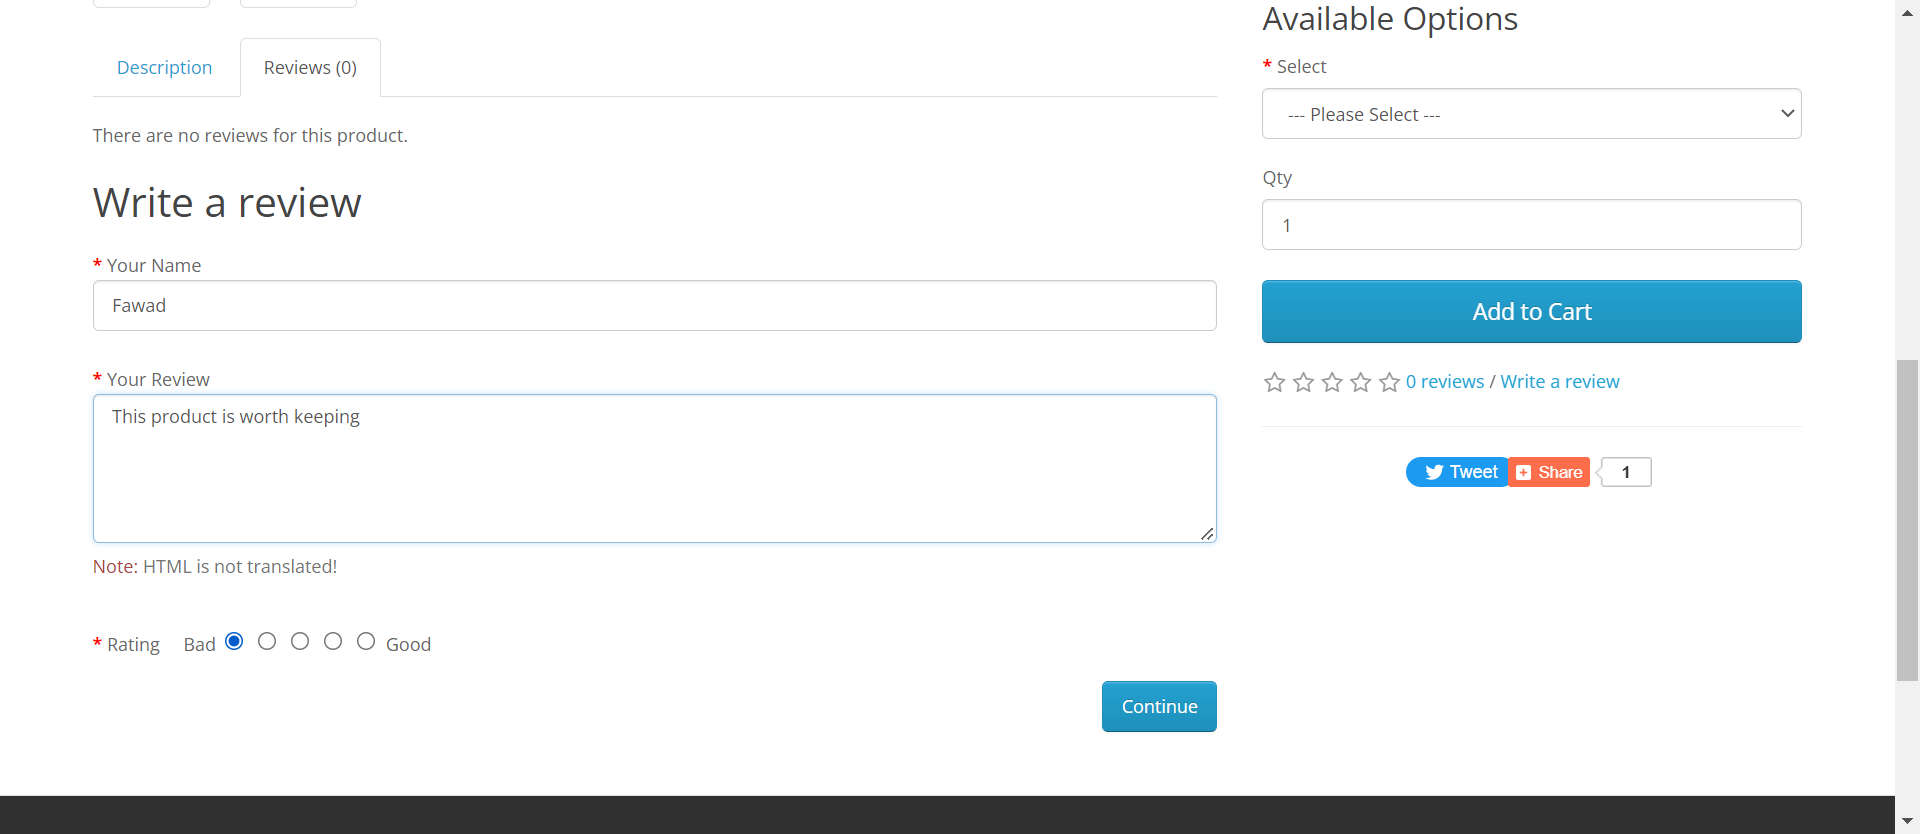 Description
Reviews (0)
There are no reviews for this product.
Write a review
* Your Name
Fawad
* Your Review
This product is worth keeping
Note: HTML is not translated!
* Rating Bad Good
Continue
Available Options
* Select
--- Please Select ---
Qty
1
Add to Cart
0 reviews / Write a review
Tweet Share 1